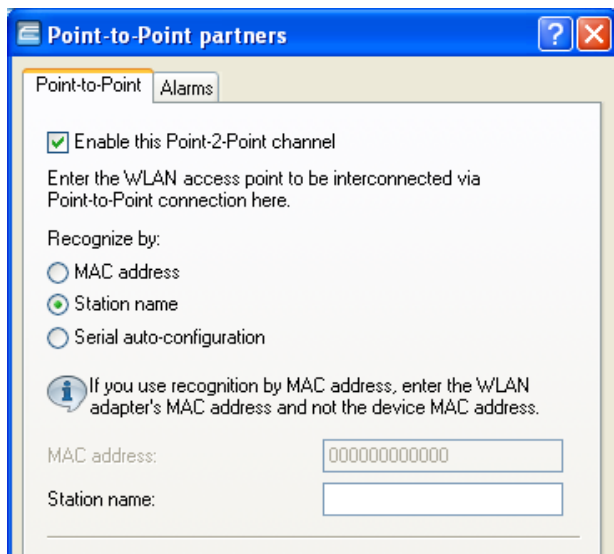 Point-to-Point partners
Point-to-Point Alarms
Enable this Point-2-Point channel
Enter the WLAN access point to be interconnected via
Point-to-Point connection here.
Recognize by:
MAC address
Station name
Serial auto-configuration
If you use recognition by MAC address, enter the WLAN
adapter's MAC address and not the device MAC address.
MAC address: 000000000000
Station name: